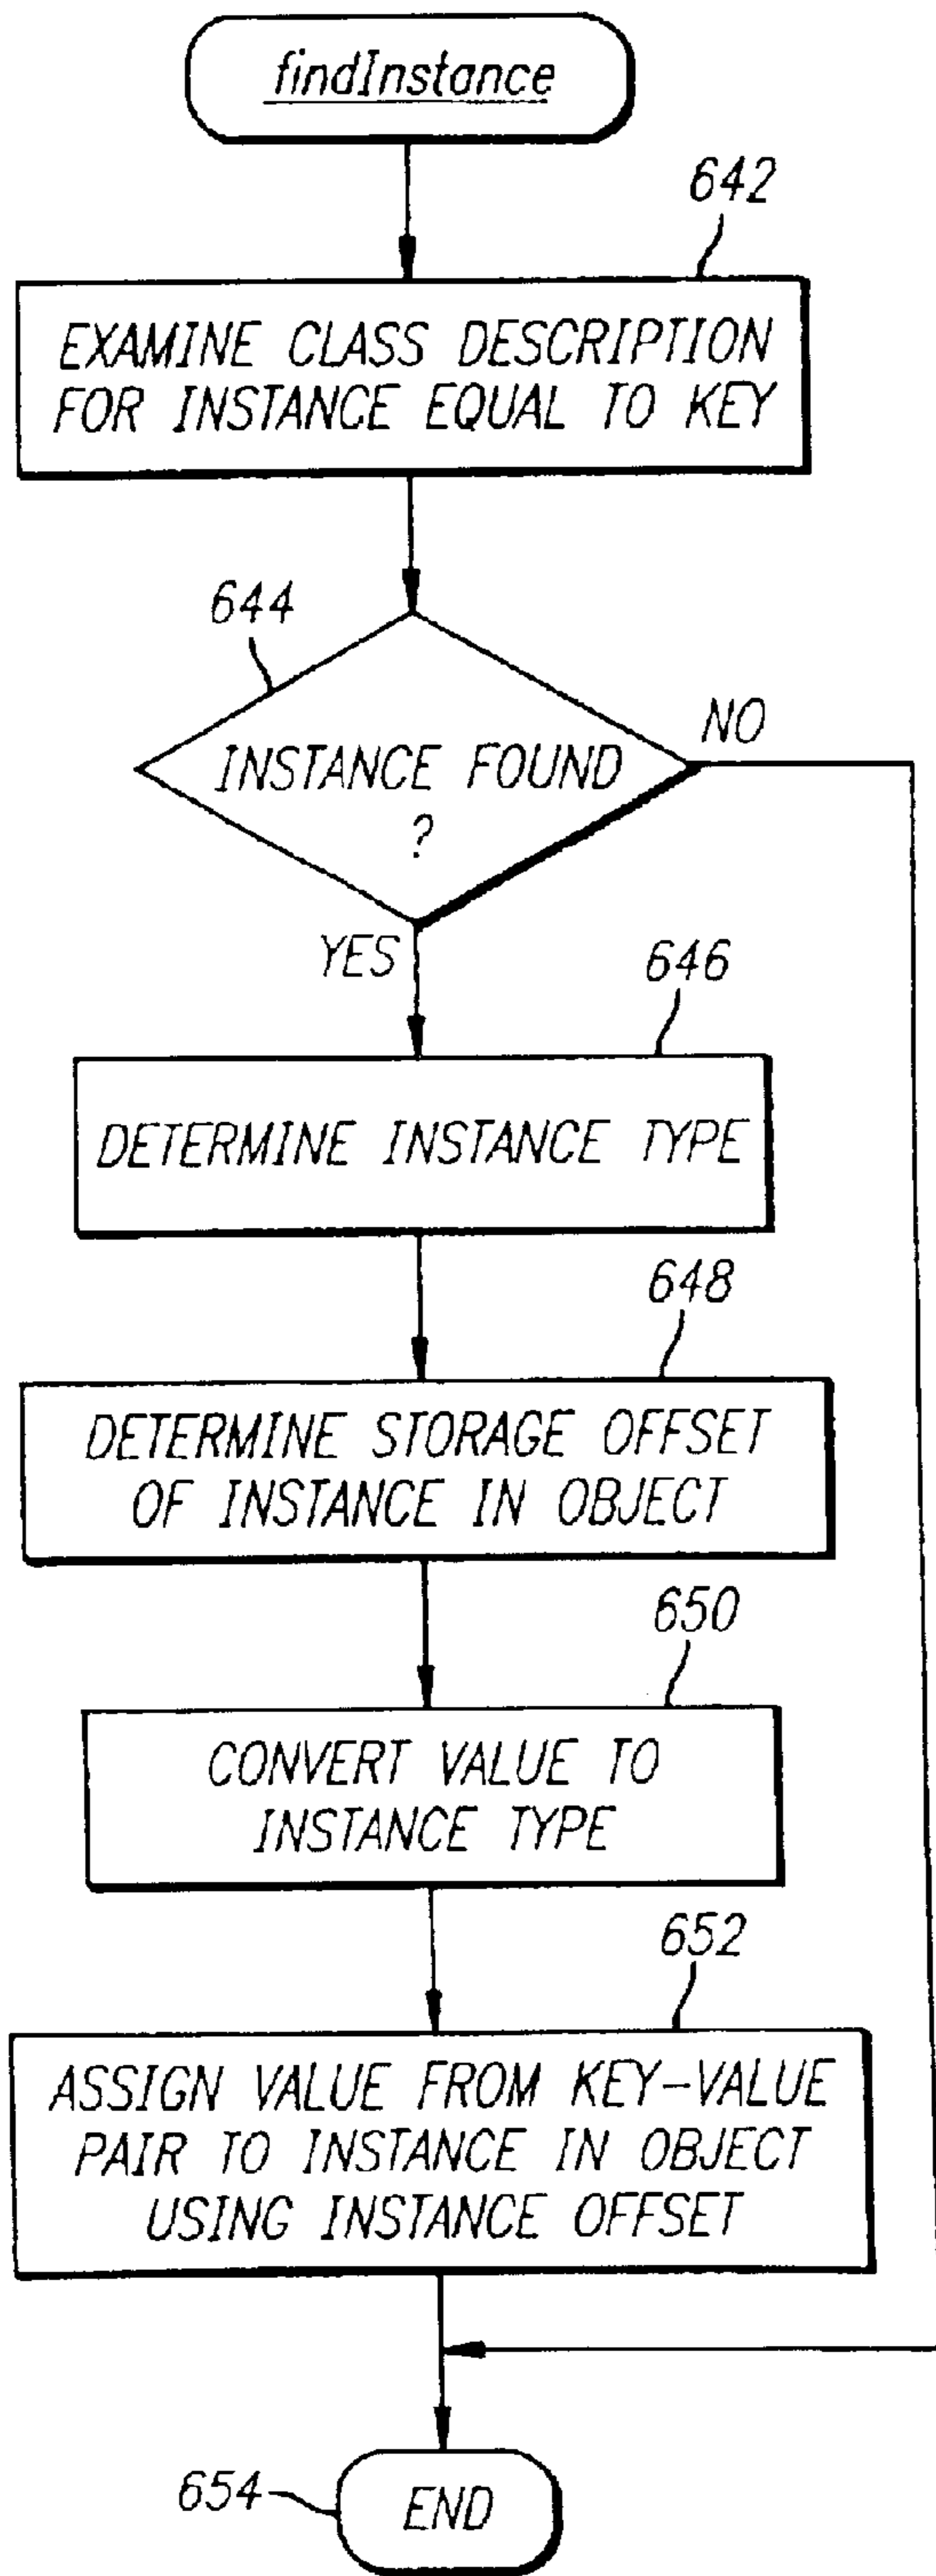 findInstance
642
EXAMINE CLASS DESCRIPTION
FOR INSTANCE EQUAL TO KEY
644
INSTANCE FOUND
?
NO
YES
646
DETERMINE INSTANCE TYPE
648
DETERMINE STORAGE OFFSET
OF INSTANCE IN OBJECT
650
CONVERT VALUE TO
INSTANCE TYPE
652
ASSIGN VALUE FROM KEY-VALUE
PAIR TO INSTANCE IN OBJECT
USING INSTANCE OFFSET
654
END